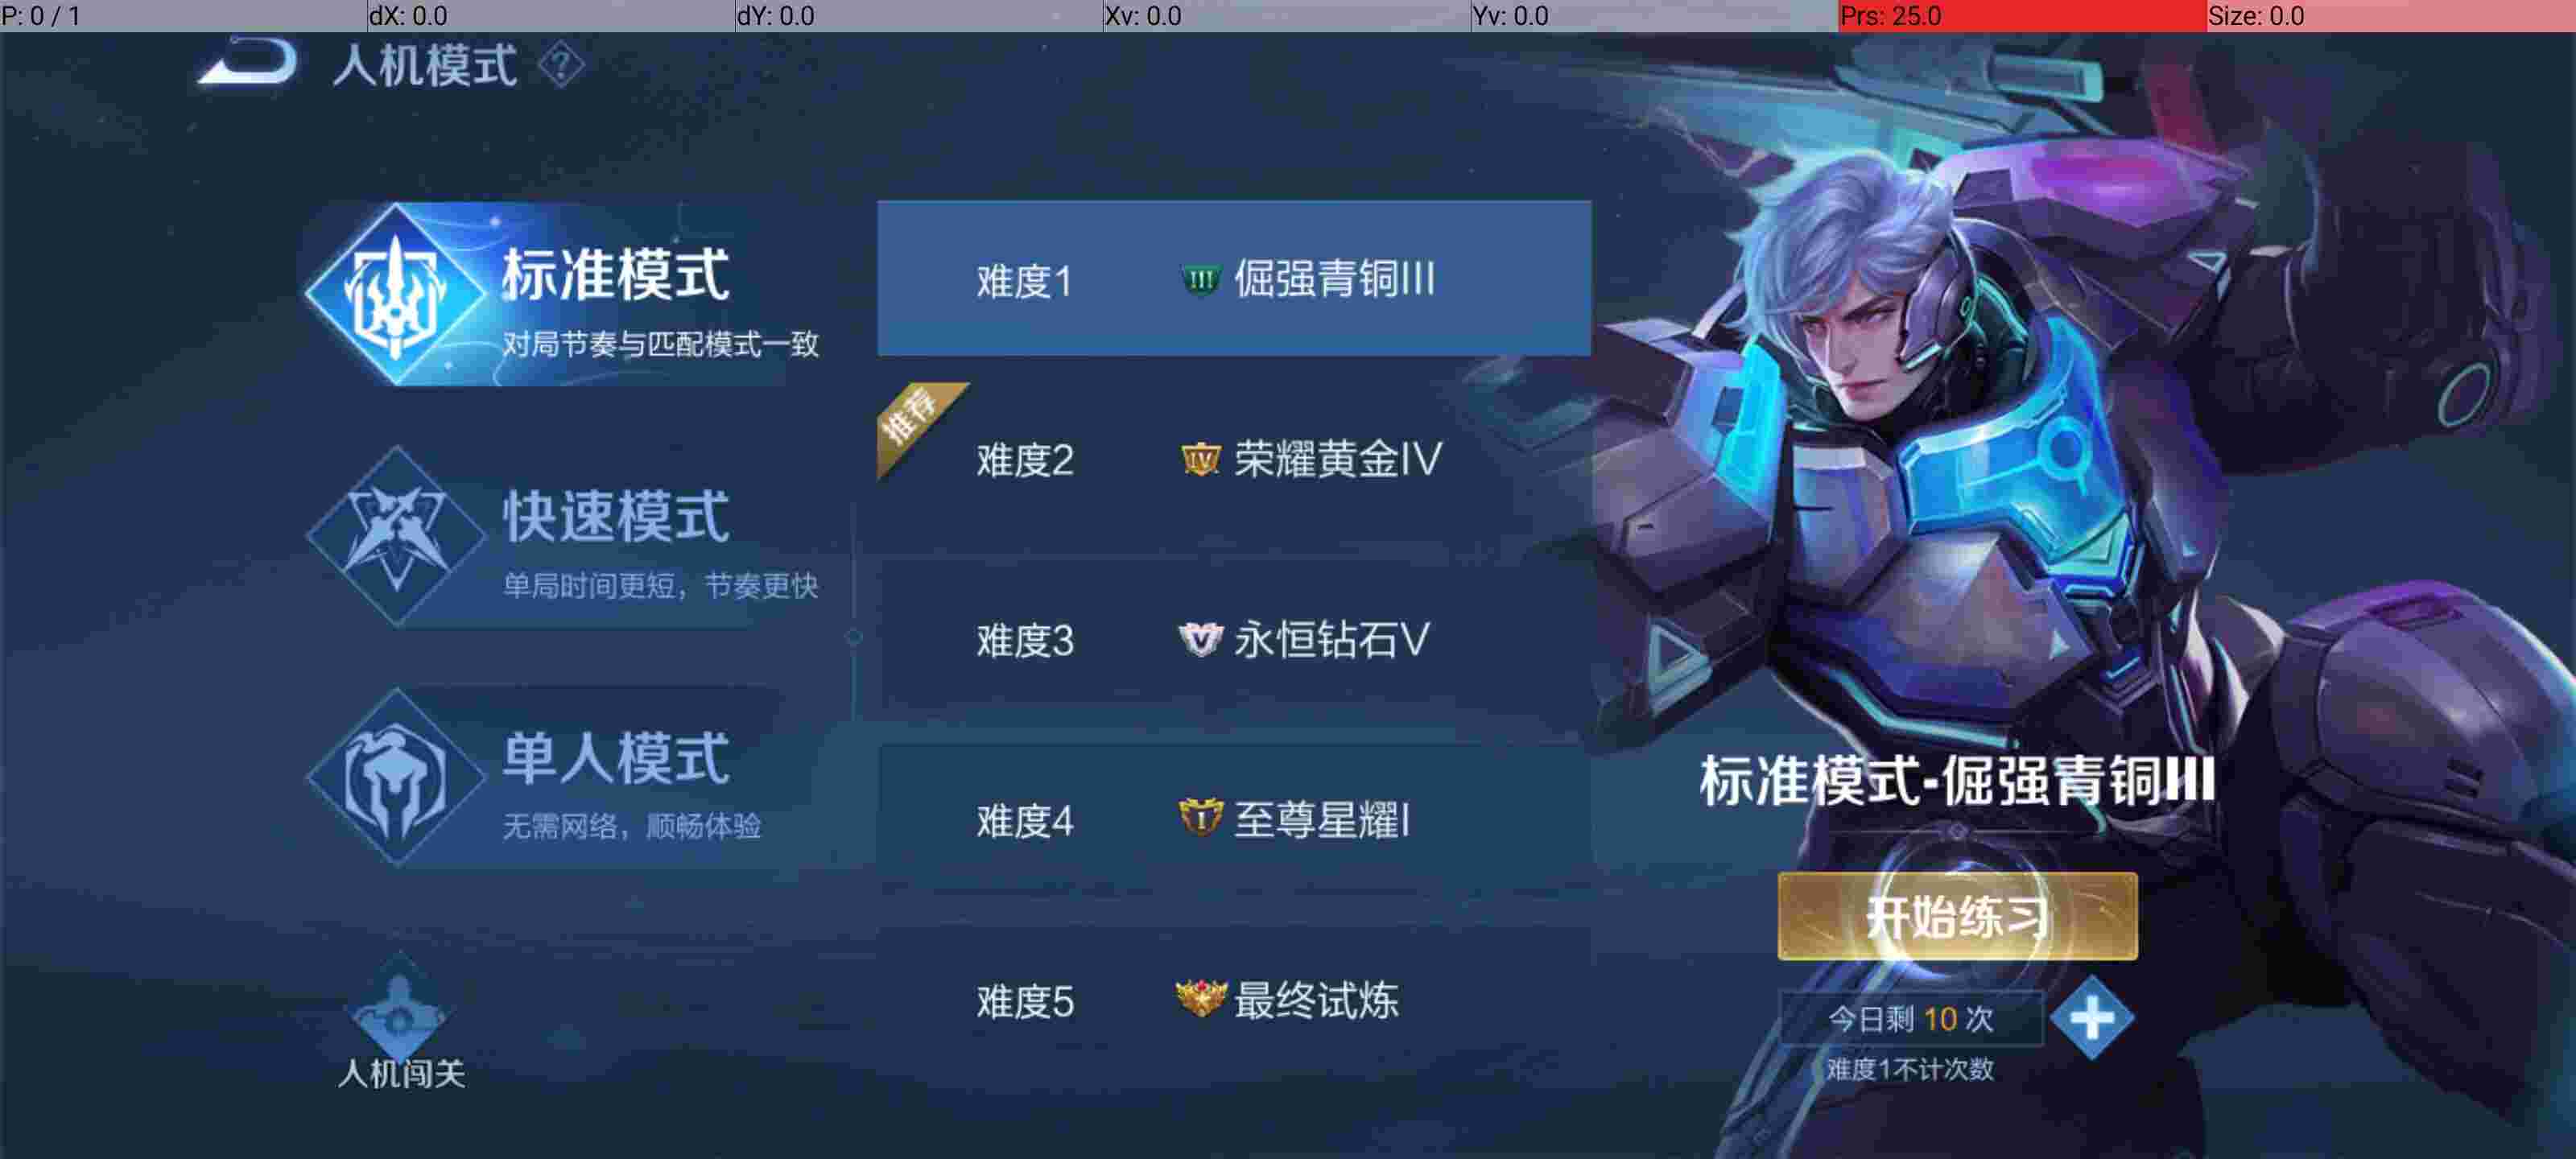 P: 0 / 1 dX: 0.0 dY: 0.0 Xv: 0.0 Yv: 0.0 Prs: 25.0 Size: 0.0
人机模式 ?
标准模式
对局节奏与匹配模式一致
快速模式
单局时间更短，节奏更快
单人模式
无需网络，顺畅体验
人机闯关
难度1 III 倔强青铜III
推荐
难度2 IV 荣耀黄金IV
难度3 V 永恒钻石V
难度4 I 至尊星耀I
难度5 最终试炼
标准模式-倔强青铜III
开始练习
今日剩 10 次
难度1不计次数